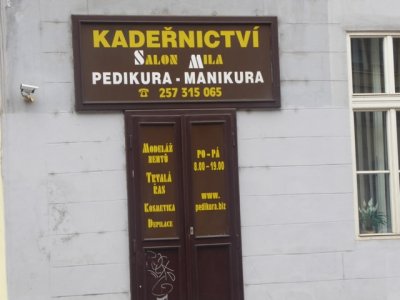 KADEŘNICTVÍ
SALON MILA
PEDIKURA - MANIKURA
☎ 257 315 065
MODELÁŽ
NEHTŮ
TRVALÁ
ŘAS
KOSMETIKA
DEPILACE
PO - PÁ
8.00 - 19.00
www.
pedikura.biz